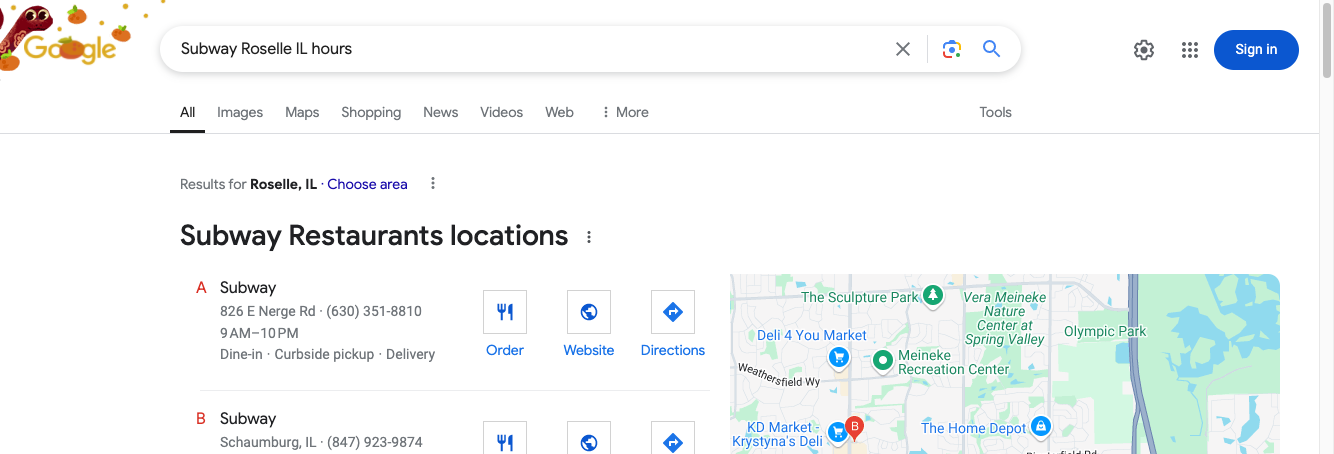 Google
Subway Roselle IL hours
Sign in
All Images Maps Shopping News Videos Web More Tools
Results for Roselle, IL · Choose area
Subway Restaurants locations
A Subway
826 E Nerge Rd · (630) 351-8810
9 AM–10 PM
Dine-in · Curbside pickup · Delivery
Order Website Directions
B Subway
Schaumburg, IL · (847) 923-9874
The Sculpture Park
Vera Meineke
Nature
Center at
Spring Valley
Olympic Park
Deli 4 You Market
Meineke
Recreation Center
Weathersfield Wy
KD Market -
Krystyna's Deli
B
The Home Depot